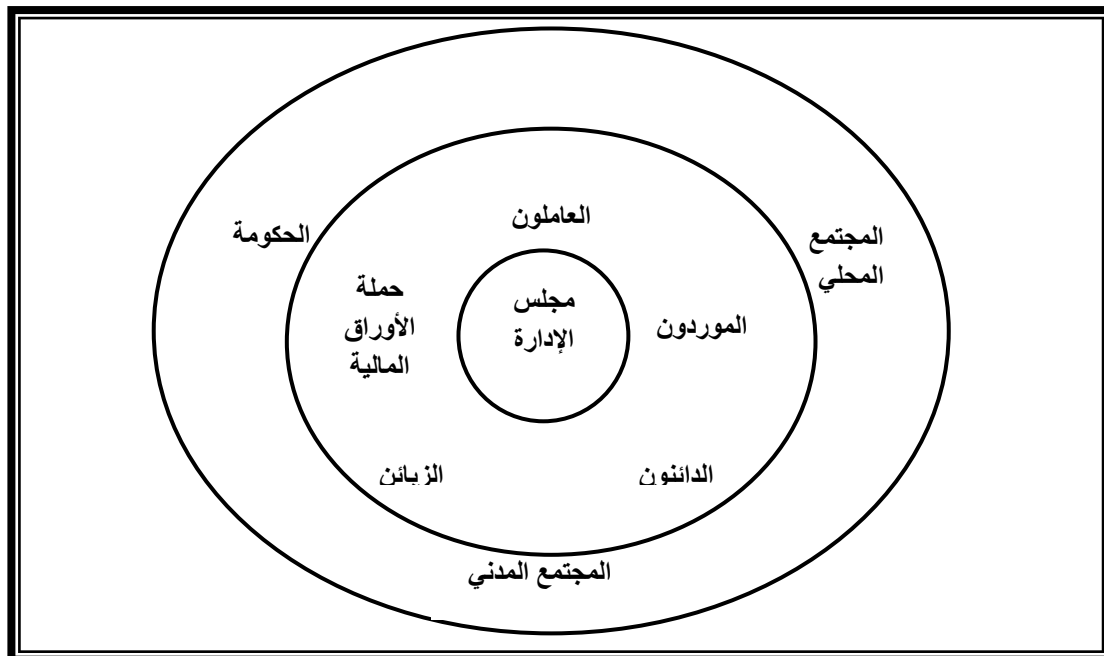 العاملون
الحكومة
المجتمع
المحلي
حملة
الأوراق
المالية
مجلس
الإدارة
الموردون
الزبائن
الدائنون
المجتمع المدني